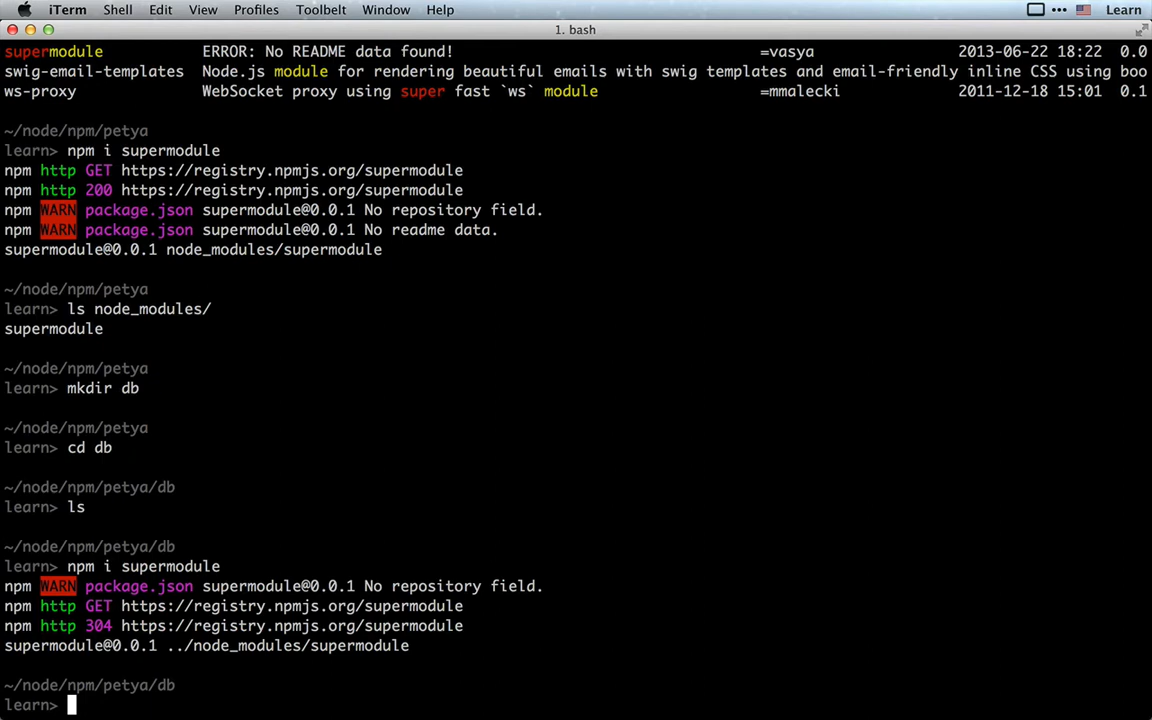 iTerm Shell Edit View Profiles Toolbelt Window Help Learn
1. bash
supermodule ERROR: No README data found! =vasya 2013-06-22 18:22 0.0
swig-email-templates Node.js module for rendering beautiful emails with swig templates and email-friendly inline CSS using boo
ws-proxy WebSocket proxy using super fast `ws` module =mmalecki 2011-12-18 15:01 0.1
~/node/npm/petya
learn> npm i supermodule
npm http GET https://registry.npmjs.org/supermodule
npm http 200 https://registry.npmjs.org/supermodule
npm WARN package.json supermodule@0.0.1 No repository field.
npm WARN package.json supermodule@0.0.1 No readme data.
supermodule@0.0.1 node_modules/supermodule
~/node/npm/petya
learn> ls node_modules/
supermodule
~/node/npm/petya
learn> mkdir db
~/node/npm/petya
learn> cd db
~/node/npm/petya/db
learn> ls
~/node/npm/petya/db
learn> npm i supermodule
npm WARN package.json supermodule@0.0.1 No repository field.
npm http GET https://registry.npmjs.org/supermodule
npm http 304 https://registry.npmjs.org/supermodule
supermodule@0.0.1 ../node_modules/supermodule
~/node/npm/petya/db
learn>